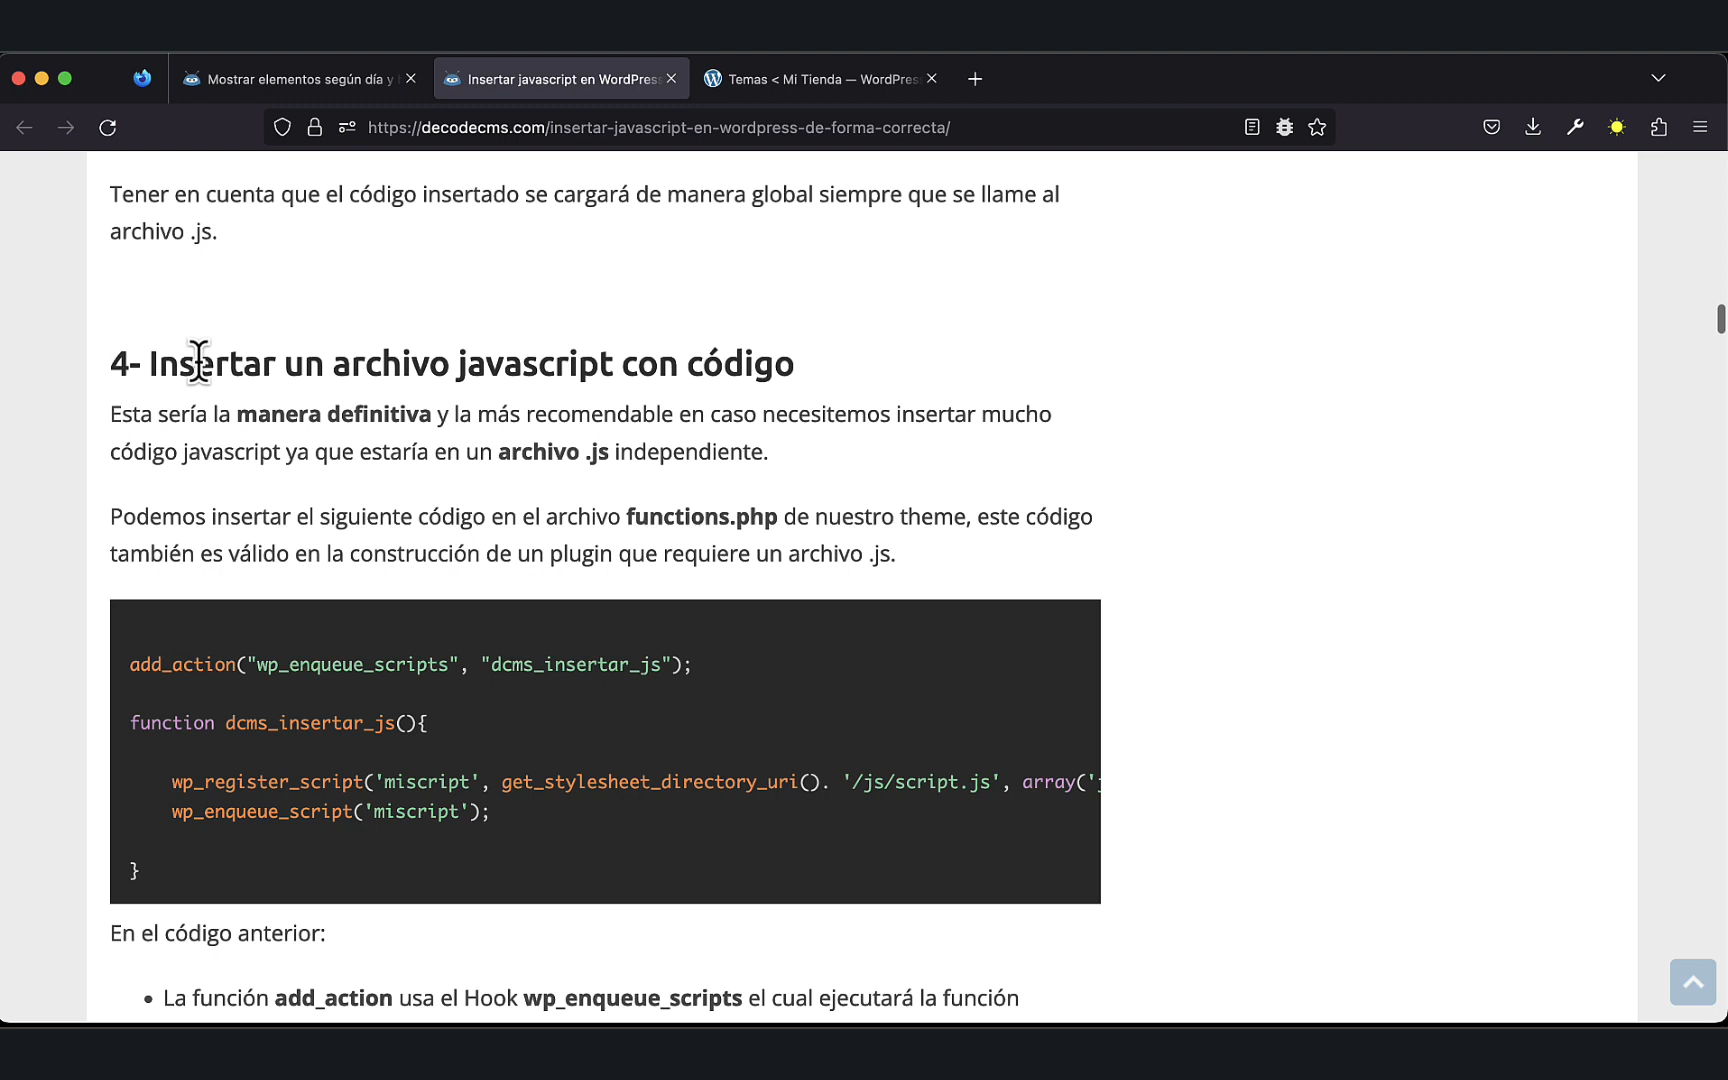 Mostrar elementos según día y
Insertar javascript en WordPres
Temas < Mi Tienda — WordPres
https://decodecms.com/insertar-javascript-en-wordpress-de-forma-correcta/
Tener en cuenta que el código insertado se cargará de manera global siempre que se llame al
archivo .js.
4- Insertar un archivo javascript con código
Esta sería la manera definitiva y la más recomendable en caso necesitemos insertar mucho
código javascript ya que estaría en un archivo .js independiente.
Podemos insertar el siguiente código en el archivo functions.php de nuestro theme, este código
también es válido en la construcción de un plugin que requiere un archivo .js.
add_action("wp_enqueue_scripts", "dcms_insertar_js");
function dcms_insertar_js(){
wp_register_script('miscript', get_stylesheet_directory_uri(). '/js/script.js', array('j
wp_enqueue_script('miscript');
}
En el código anterior:
• La función add_action usa el Hook wp_enqueue_scripts el cual ejecutará la función